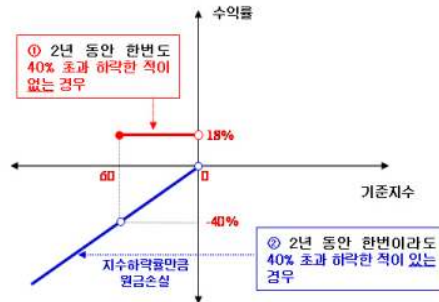 수익률
① 2년 동안 한번도
40% 초과 하락한 적이
없는 경우
18%
60
0
기준지수
-40%
지수하락률만큼
원금손실
② 2년 동안 한번이라도
40% 초과 하락한 적이 있는
경우